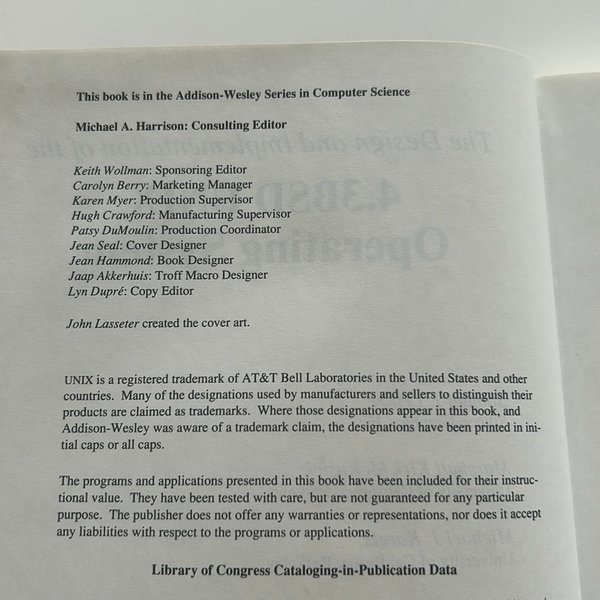 This book is in the Addison-Wesley Series in Computer Science
Michael A. Harrison: Consulting Editor
Keith Wollman: Sponsoring Editor
Carolyn Berry: Marketing Manager
Karen Myer: Production Supervisor
Hugh Crawford: Manufacturing Supervisor
Patsy DuMoulin: Production Coordinator
Jean Seal: Cover Designer
Jean Hammond: Book Designer
Jaap Akkerhuis: Troff Macro Designer
Lyn Dupré: Copy Editor
John Lasseter created the cover art.
UNIX is a registered trademark of AT&T Bell Laboratories in the United States and other
countries. Many of the designations used by manufacturers and sellers to distinguish their
products are claimed as trademarks. Where those designations appear in this book, and
Addison-Wesley was aware of a trademark claim, the designations have been printed in ini-
tial caps or all caps.
The programs and applications presented in this book have been included for their instruc-
tional value. They have been tested with care, but are not guaranteed for any particular
purpose. The publisher does not offer any warranties or representations, nor does it accept
any liabilities with respect to the programs or applications.
Library of Congress Cataloging-in-Publication Data